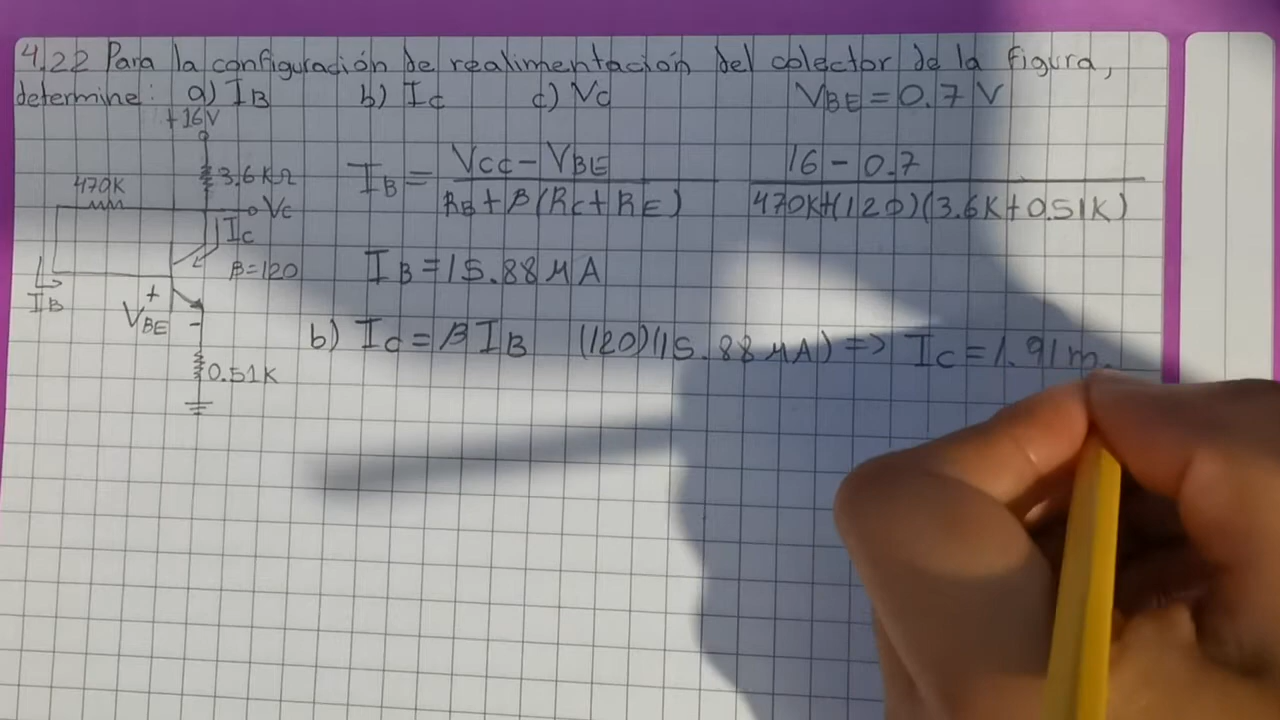 4.22 Para la configuración de realimentación del colector de la figura,
determine: a) IB b) Ic c) Vc VBE = 0.7 V
+16V
3.6 KΩ
470K
Vc
Ic
β=120
IB
+
VBE
-
0.51K
IB = VCC - VBE / RB + β(RC + RE)
16 - 0.7 / 470K+(120)(3.6K+0.51K)
IB = 15.88 μA
b) Ic = β IB (120)(15.88 μA) => Ic = 1.91 m